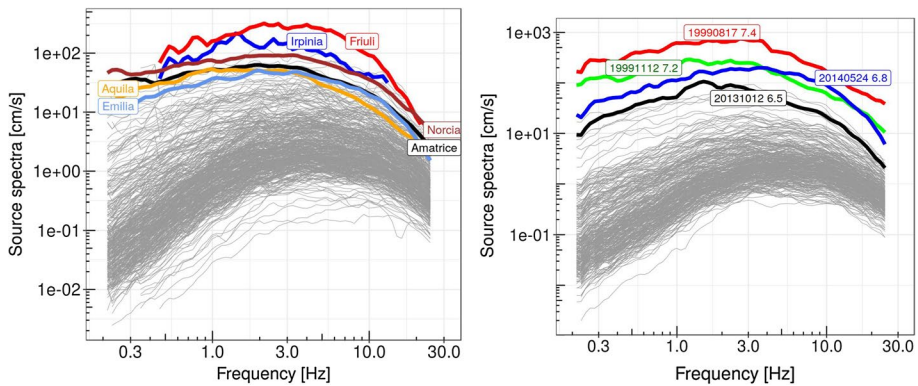 Source spectra [cm/s]
1e+02
1e+01
1e+00
1e-01
1e-02
Irpinia
Friuli
Aquila
Emilia
Norcia
Amatrice
0.3 1.0 3.0 10.0 30.0
Frequency [Hz]
Source spectra [cm/s]
1e+03
1e+01
1e-01
19990817 7.4
19991112 7.2
20140524 6.8
20131012 6.5
0.3 1.0 3.0 10.0 30.0
Frequency [Hz]